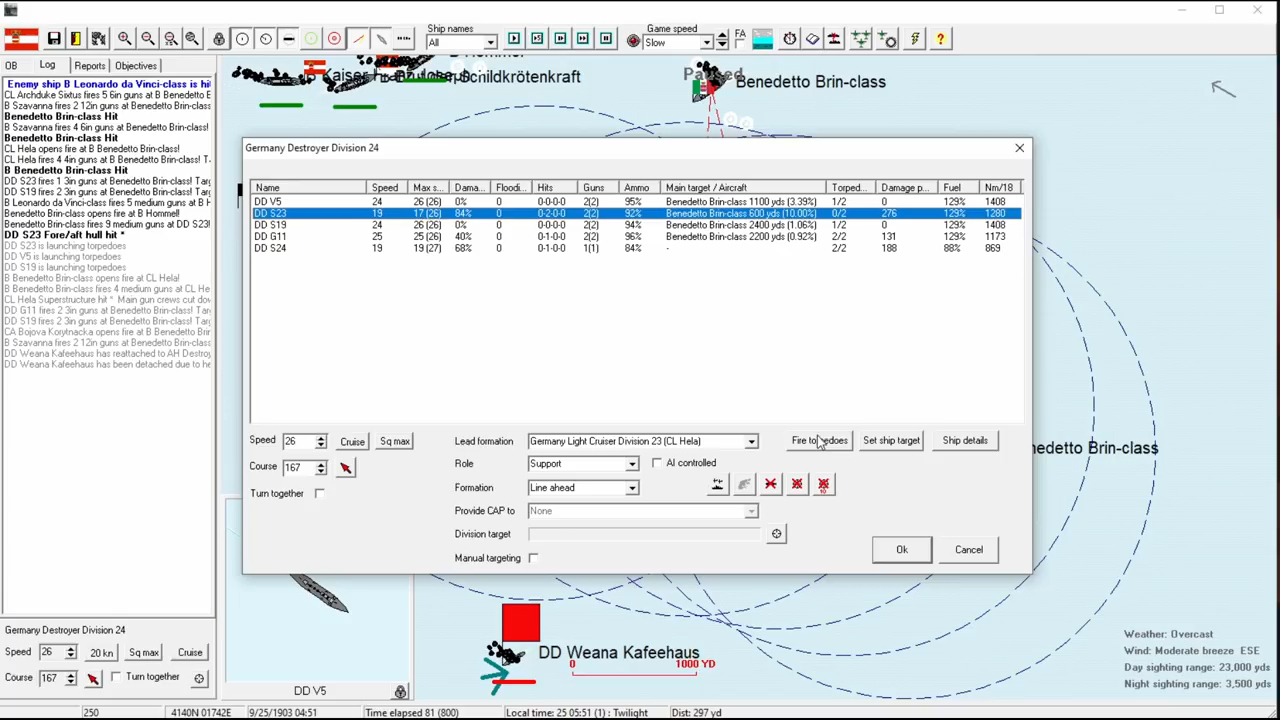 Ship names
Game speed
All
Slow
FA
OB Log Reports Objectives
Enemy ship B Leonardo da Vinci-class is hit
CL Archduke Sixtus fires 5 6in guns at Benedetto B
B Szavanna fires 2 12in guns at Benedetto Brin-class
Benedetto Brin-class Hit
B Szavanna fires 4 6in guns at Benedetto Brin-class!
Benedetto Brin-class Hit
CL Hela opens fire at Benedetto Brin-class!
CL Hela fires 4 4in guns at Benedetto Brin-class! T
B Benedetto Brin-class Hit
DD S23 fires 1 3in guns at Benedetto Brin-class!
DD S19 fires 2 3in guns at Benedetto Brin-class!
B Leonardo da Vinci-class fires 5 medium guns at
Benedetto Brin-class opens fire at B Hommel!
Benedetto Brin-class fires 9 medium guns at DD S23!
DD S23 Fore/aft hull hit *
DD S23 is launching torpedoes
DD V5 is launching torpedoes
DD S19 is launching torpedoes
B Benedetto Brin-class opens fire at CL Hela!
B Benedetto Brin-class fires 4 medium guns at CL He
CL Hela Superstructure hit * Main gun crews cut dow
DD G11 fires 2 3in guns at Benedetto Brin-class! Tar
DD S19 fires 2 3in guns at Benedetto Brin-class! Tar
CA Bojova Korytnacka opens fire at B Benedetto Brin
B Szavanna fires 2 12in guns at Benedetto Brin-class
DD Weana Kafeehaus has reattached to AH Destroy
DD Weana Kafeehaus has been detached due to he
Schildkrötenkraft
Paused
Benedetto Brin-class
Germany Destroyer Division 24
Name Speed Max s... Dama... Floodi... Hits Guns Ammo Main target / Aircraft Torped... Damage p... Fuel Nm/18
DD V5 24 26 (26) 0% 0 0-0-0-0 2(2) 95% Benedetto Brin-class 1100 yds (3.39%) 1/2 0 129% 1408
DD S23 19 17 (26) 84% 0 0-2-0-0 2(2) 92% Benedetto Brin-class 600 yds (10.00%) 0/2 276 129% 1280
DD S19 24 26 (26) 0% 0 0-0-0-0 2(2) 94% Benedetto Brin-class 2400 yds (1.06%) 1/2 0 129% 1408
DD G11 25 25 (26) 40% 0 0-1-0-0 2(2) 96% Benedetto Brin-class 2200 yds (0.92%) 2/2 131 129% 1173
DD S24 19 19 (27) 68% 0 0-1-0-0 1(1) 84% - 2/2 188 88% 869
Speed 26 Cruise Sq max
Course 167
Turn together
Lead formation Germany Light Cruiser Division 23 (CL Hela)
Role Support AI controlled
Formation Line ahead
Provide CAP to None
Division target
Manual targeting
Fire torpedoes Set ship target Ship details
Ok Cancel
nedetto Brin-class
DD Weana Kafeehaus
0 1000 YD
Weather: Overcast
Wind: Moderate breeze ESE
Day sighting range: 23,000 yds
Night sighting range: 3,500 yds
Germany Destroyer Division 24
Speed 26 20 kn Sq max Cruise
Course 167 Turn together
DD V5
250 4140N 01742E 9/25/1903 04:51 Time elapsed 81 (800) Local time: 25 05:51 (1) : Twilight Dist: 297 yd